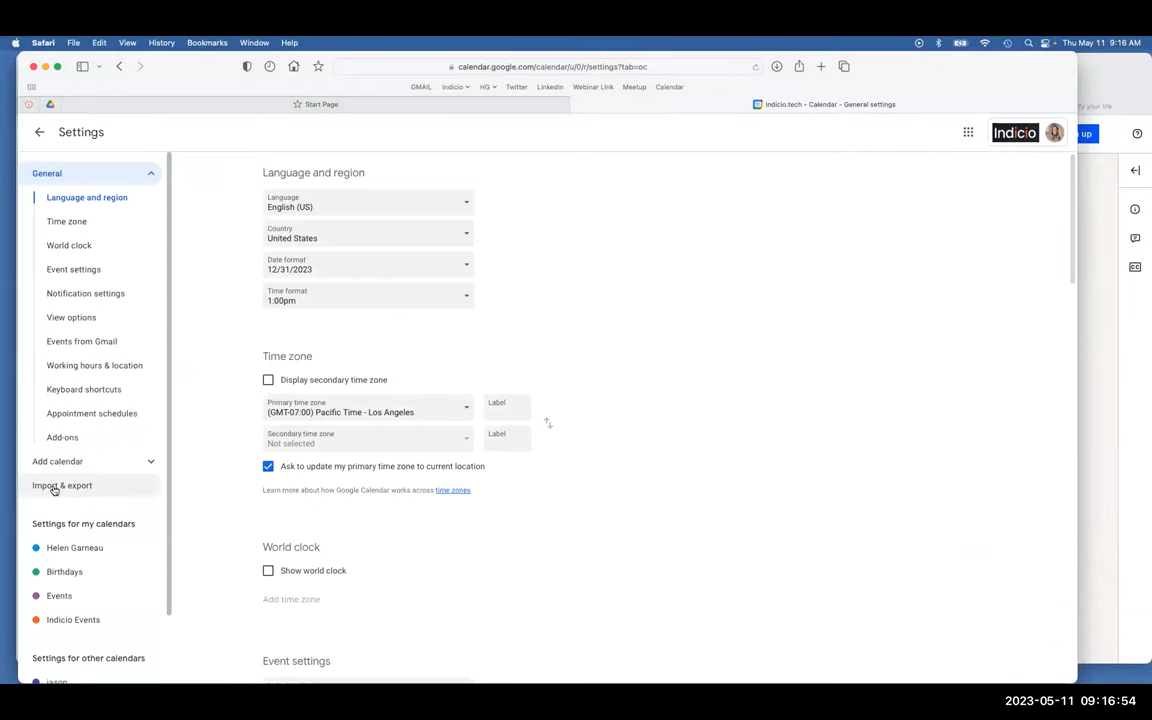 Safari File Edit View History Bookmarks Window Help Thu May 11 9:16 AM
calendar.google.com/calendar/u/0/r/settings?tab=oc
GMAIL Indicio HG Twitter LinkedIn Webinar LInk Meetup Calendar
Start Page Indicio.tech - Calendar - General settings
fy your life
Settings Indicio up
General
Language and region
Time zone
World clock
Event settings
Notification settings
View options
Events from Gmail
Working hours & location
Keyboard shortcuts
Appointment schedules
Add-ons
Add calendar
Import & export
Settings for my calendars
Helen Garneau
Birthdays
Events
Indicio Events
Settings for other calendars
jason
Language and region
Language
English (US)
Country
United States
Date format
12/31/2023
Time format
1:00pm
Time zone
Display secondary time zone
Primary time zone Label
(GMT-07:00) Pacific Time - Los Angeles
Secondary time zone Label
Not selected
Ask to update my primary time zone to current location
Learn more about how Google Calendar works across time zones
World clock
Show world clock
Add time zone
Event settings
CC
2023-05-11 09:16:54